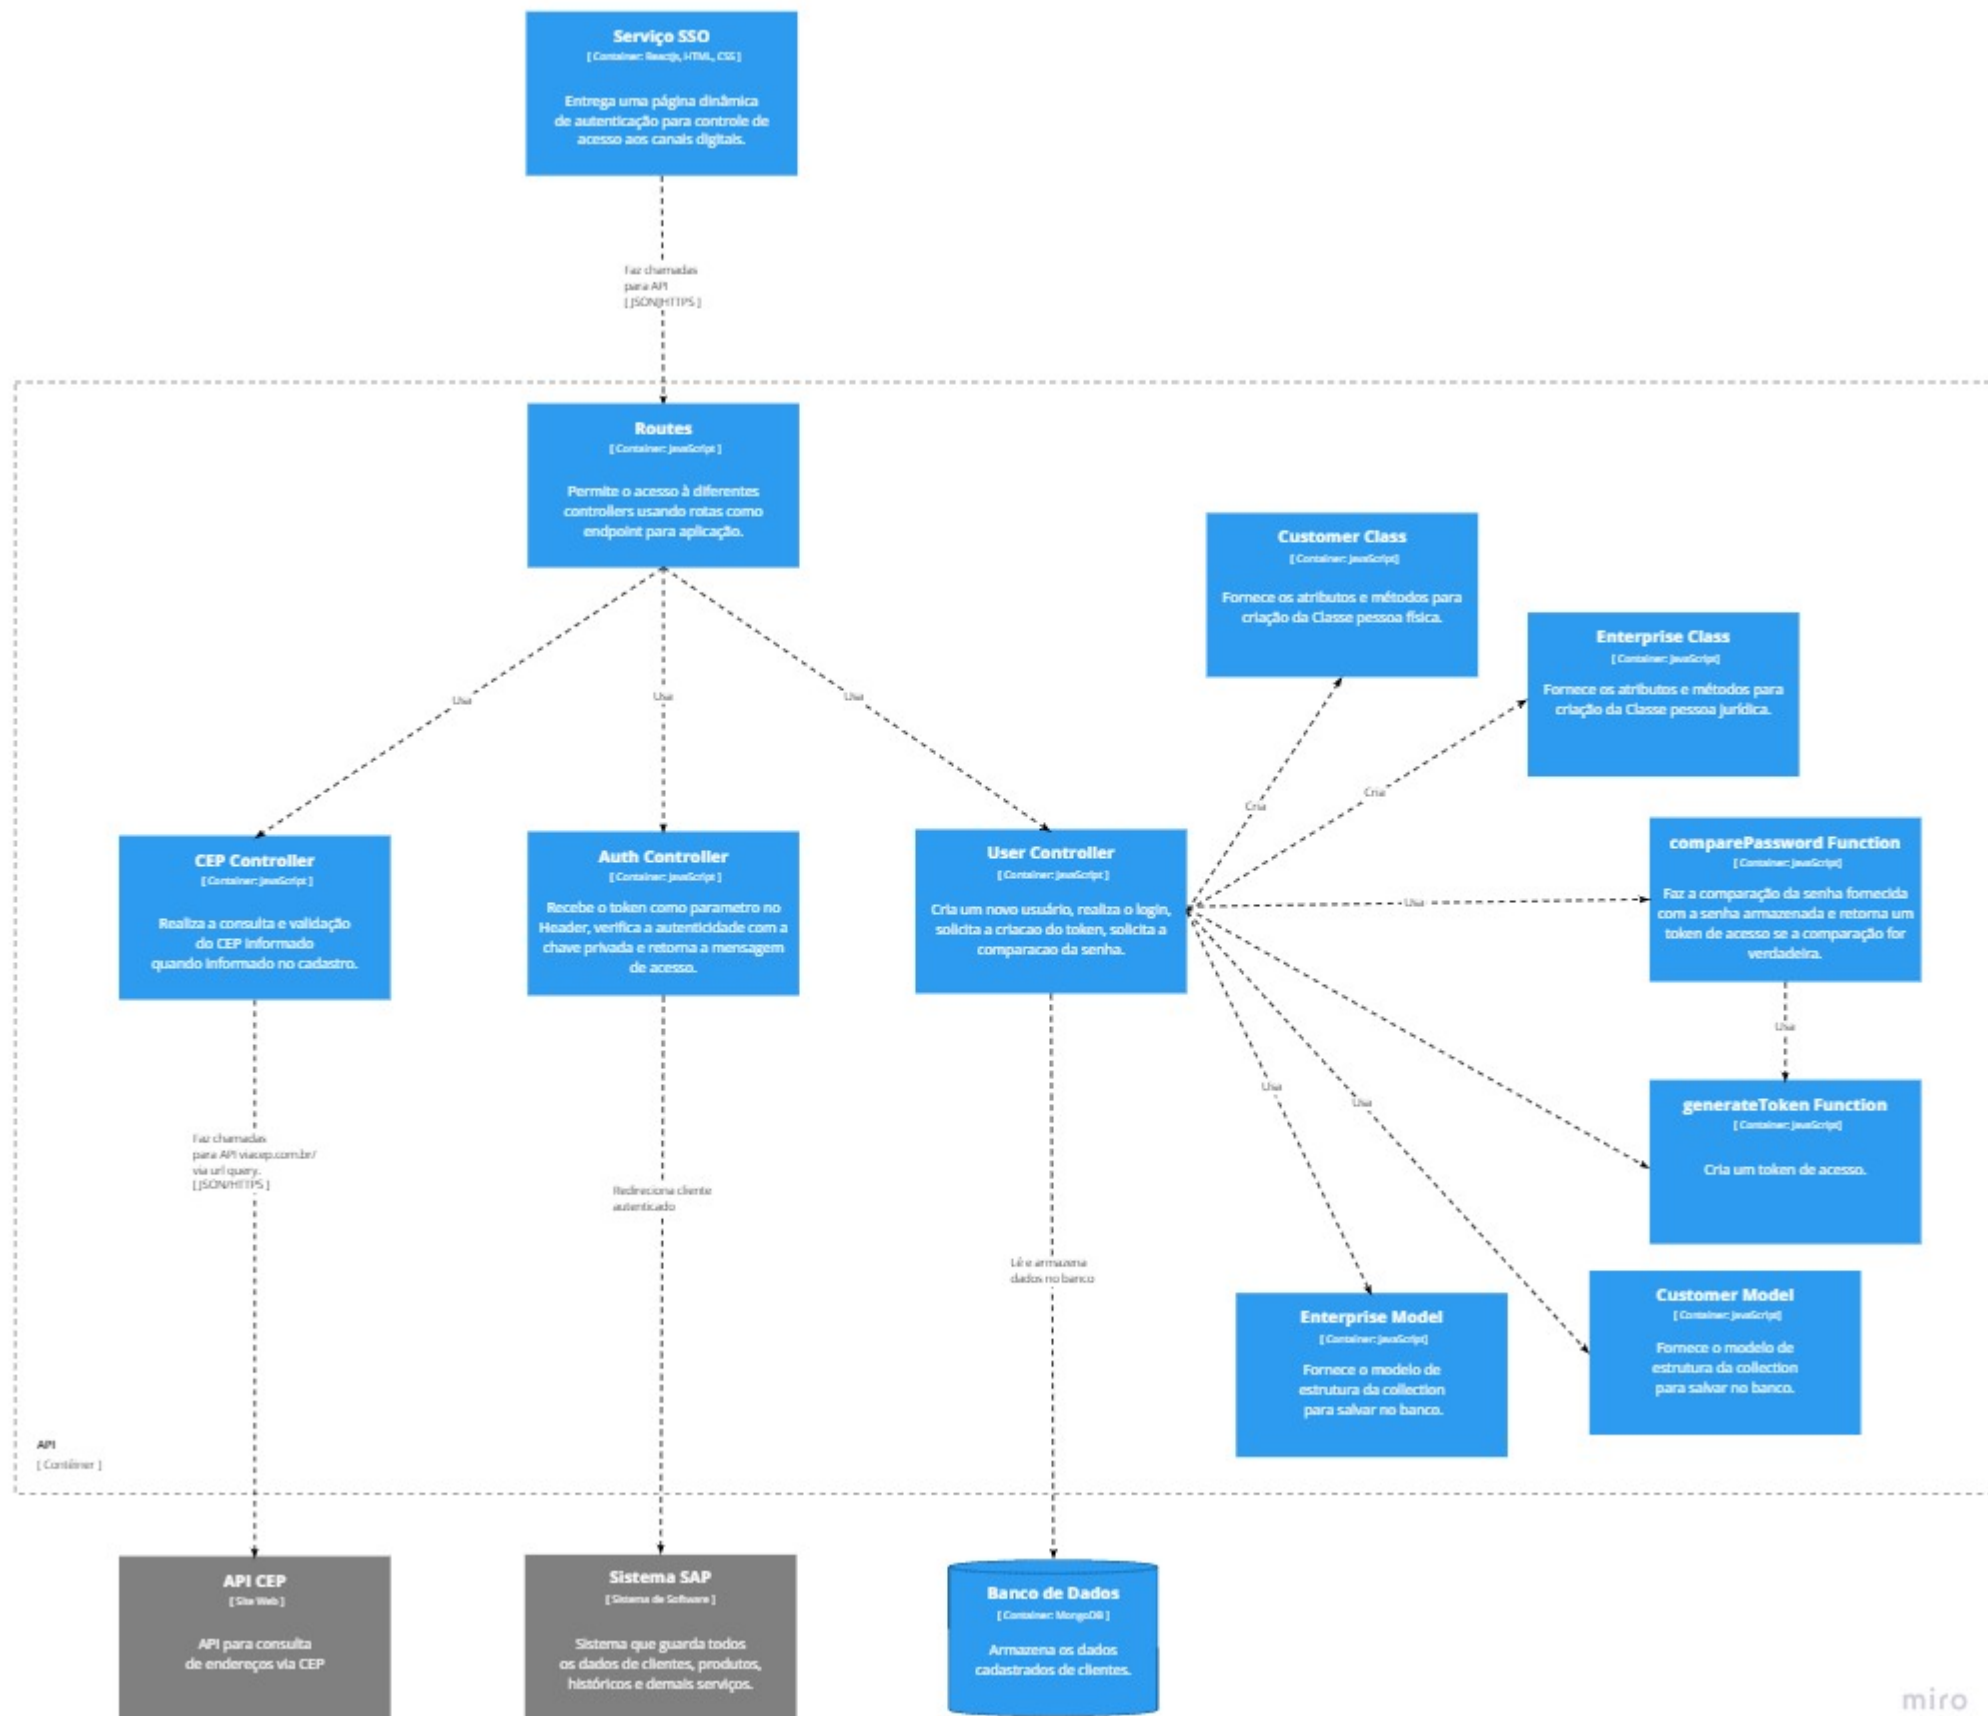 Serviço SSO
[ Container: Reactjs, HTML, CSS ]
Entrega uma página dinâmica
de autenticação para controle de
acesso aos canais digitais.
Faz chamadas
para API
[ JSON|HTTPS ]
Routes
[ Container: JavaScript ]
Permite o acesso à diferentes
controllers usando rotas como
endpoint para aplicação.
Customer Class
[ Container: JavaScript]
Fornece os atributos e métodos para
criação da Classe pessoa física.
Enterprise Class
[ Container: JavaScript]
Fornece os atributos e métodos para
criação da Classe pessoa jurídica.
Usa
Usa
Usa
Cria
Cria
CEP Controller
[ Container: JavaScript ]
Realiza a consulta e validação
do CEP informado
quando informado no cadastro.
Auth Controller
[ Container: JavaScript ]
Recebe o token como parametro no
Header, verifica a autenticidade com a
chave privada e retorna a mensagem
de acesso.
User Controller
[ Container: JavaScript ]
Cria um novo usuário, realiza o login,
solicita a criacao do token, solicita a
comparacao da senha.
Usa
comparePassword Function
[ Container: JavaScript]
Faz a comparação da senha fornecida
com a senha armazenada e retorna um
token de acesso se a comparação for
verdadeira.
Usa
Usa
Usa
generateToken Function
[ Container: JavaScript]
Cria um token de acesso.
Faz chamadas
para API viacep.com.br/
via url query.
[ JSON/HTTPS ]
Redireciona cliente
autenticado
Lê e armazena
dados no banco
Enterprise Model
[ Container: JavaScript]
Fornece o modelo de
estrutura da collection
para salvar no banco.
Customer Model
[ Container: JavaScript]
Fornece o modelo de
estrutura da collection
para salvar no banco.
API
[ Contêiner ]
API CEP
[ Site Web ]
API para consulta
de endereços via CEP
Sistema SAP
[ Sistema de Software ]
Sistema que guarda todos
os dados de clientes, produtos,
históricos e demais serviços.
Banco de Dados
[ Container: MongoDB ]
Armazena os dados
cadastrados de clientes.
miro